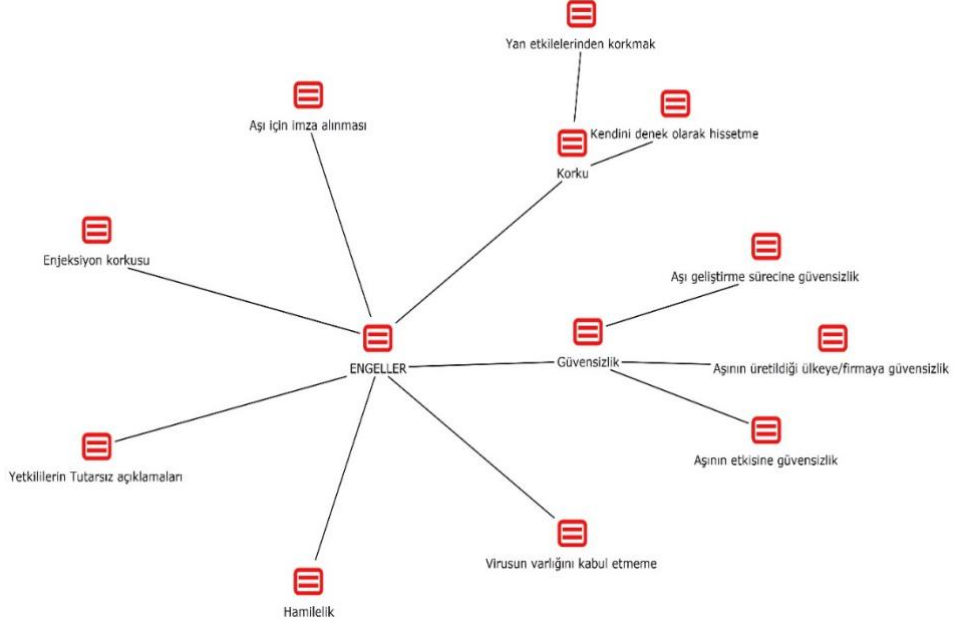 Yan etkilelerinden korkmak
Aşı için imza alınması
Kendini denek olarak hissetme
Korku
Enjeksiyon korkusu
Aşı geliştirme sürecine güvensizlik
ENGELLER
Güvensizlik
Aşının üretildiği ülkeye/firmaya güvensizlik
Aşının etkisine güvensizlik
Yetkililerin Tutarsız açıklamaları
Virusun varlığını kabul etmeme
Hamilelik